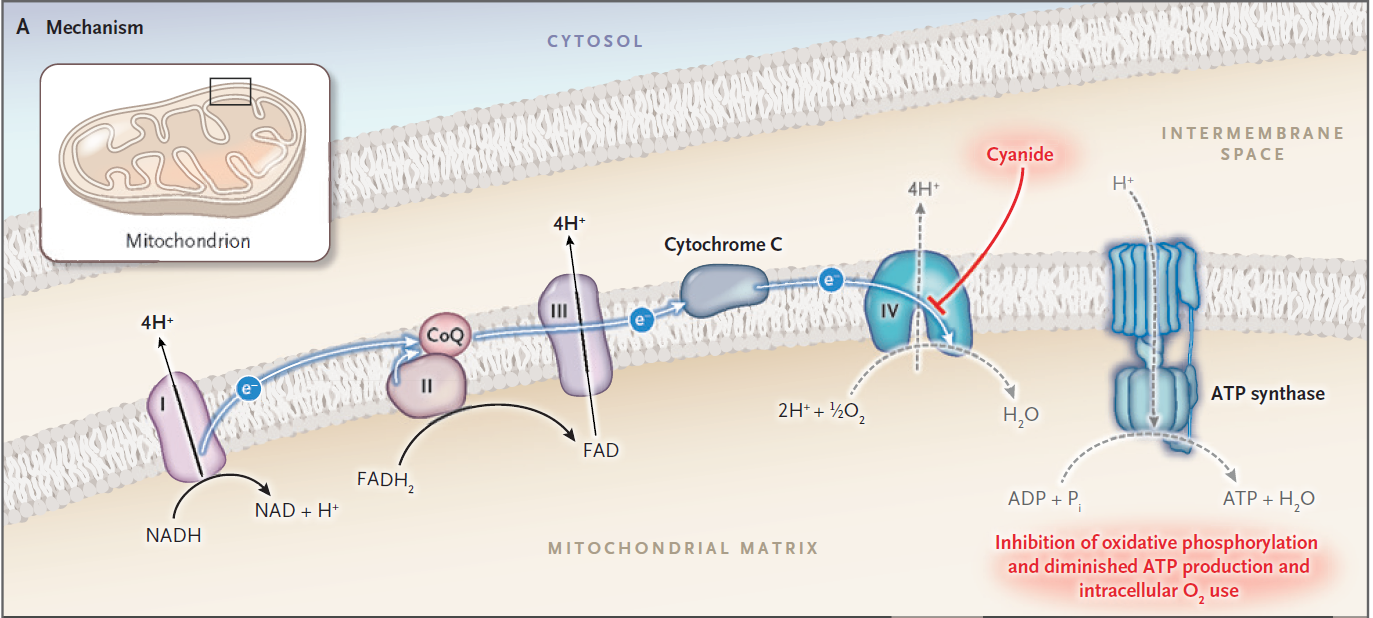 A Mechanism
CYTOSOL
Mitochondrion
INTERMEMBRANE
SPACE
Cyanide
4H⁺
H⁺
4H⁺
Cytochrome C
4H⁺
e⁻
e⁻
e⁻
I
CoQ
II
III
IV
ATP synthase
2H⁺ + ½O₂
H₂O
FADH₂
FAD
NADH
NAD + H⁺
ADP + Pᵢ
ATP + H₂O
MITOCHONDRIAL MATRIX
Inhibition of oxidative phosphorylation
and diminished ATP production and
intracellular O₂ use